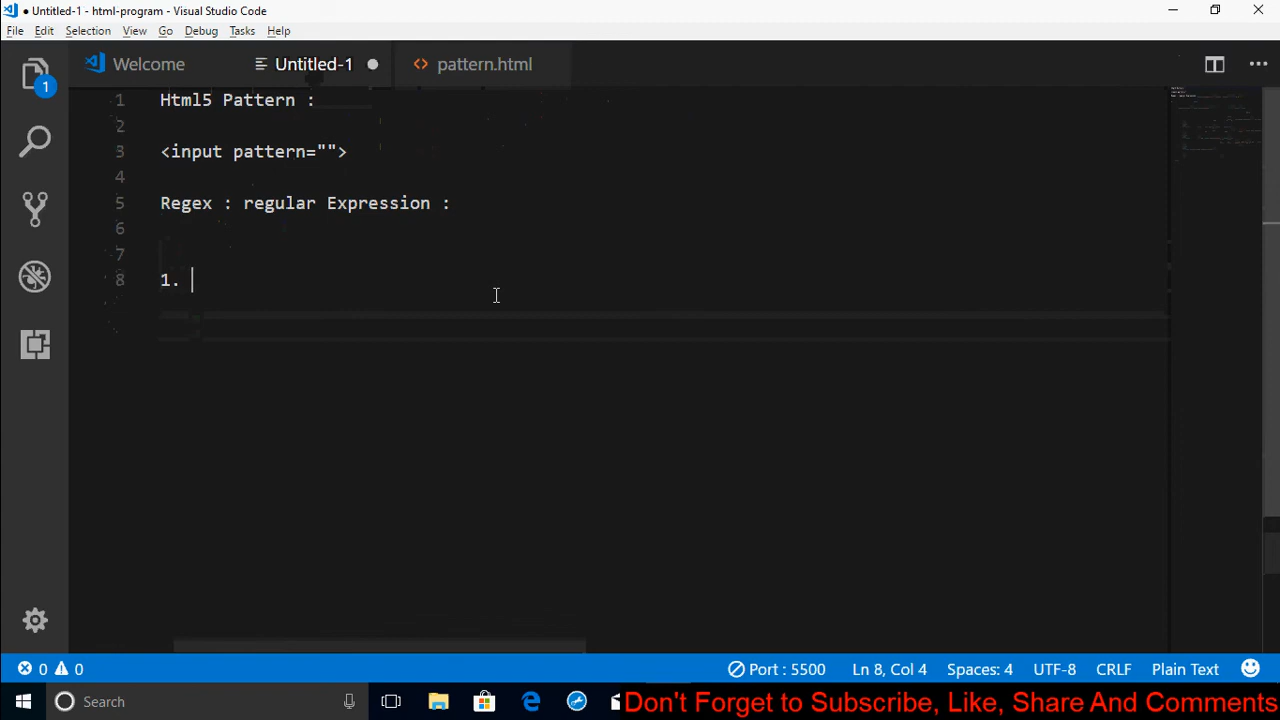 Untitled-1 - html-program - Visual Studio Code
File Edit Selection View Go Debug Tasks Help
Welcome Untitled-1 pattern.html
1
1 Html5 Pattern :
2
3 <input pattern="">
4
5 Regex : regular Expression :
6
7
8 1.
0 0 Port : 5500 Ln 8, Col 4 Spaces: 4 UTF-8 CRLF Plain Text
Search
Don't Forget to Subscribe, Like, Share And Comments